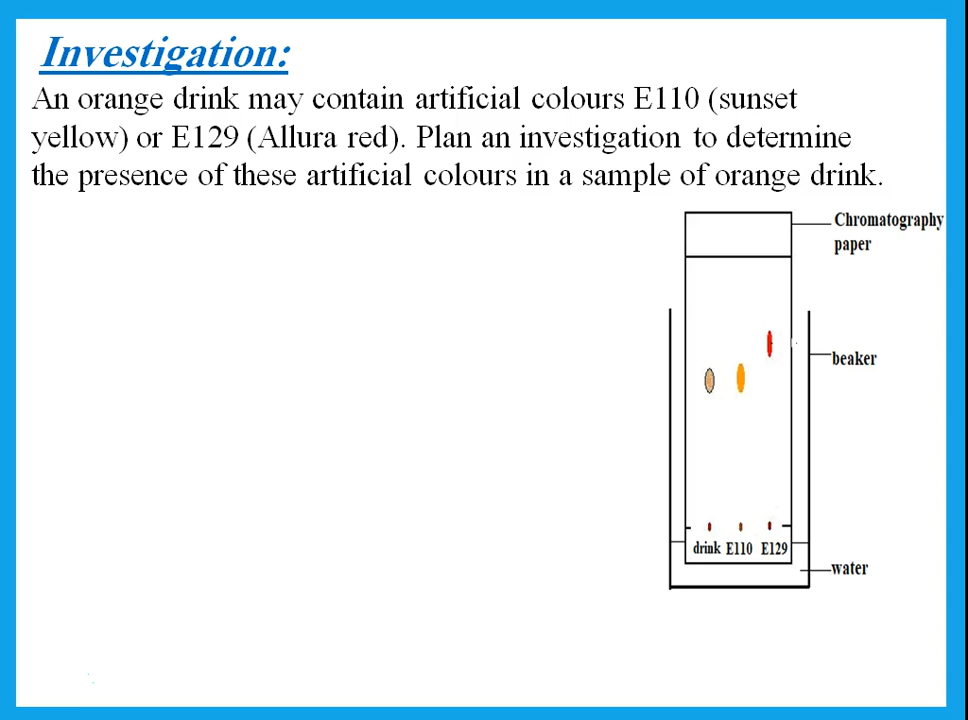 Investigation:
An orange drink may contain artificial colours E110 (sunset
yellow) or E129 (Allura red). Plan an investigation to determine
the presence of these artificial colours in a sample of orange drink.
Chromatography
paper
beaker
drink E110 E129
water